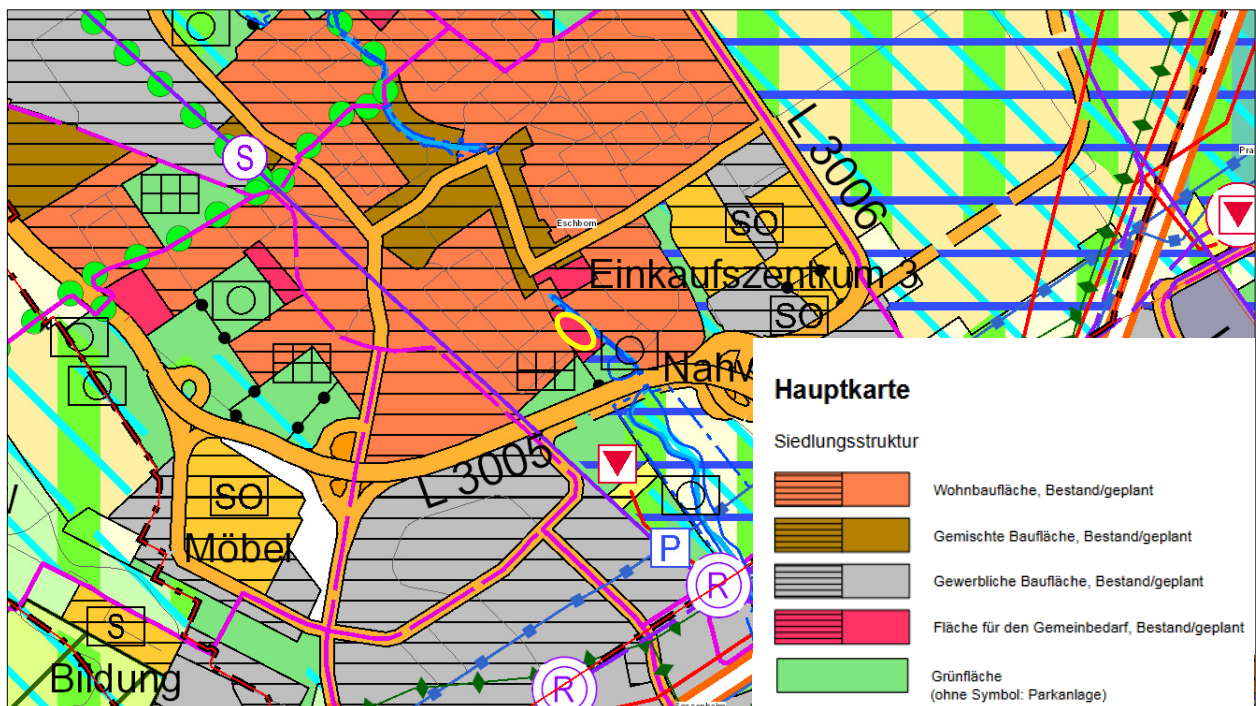 S
Pra
L 3006
SO
Eschborn
Einkaufszentrum 3
SO
Nahv
L 3005
SO
Möbel
P
R
S
Bildung
R
Hauptkarte
Siedlungsstruktur
Wohnbaufläche, Bestand/geplant
Gemischte Baufläche, Bestand/geplant
Gewerbliche Baufläche, Bestand/geplant
Fläche für den Gemeinbedarf, Bestand/geplant
Grünfläche
(ohne Symbol: Parkanlage)